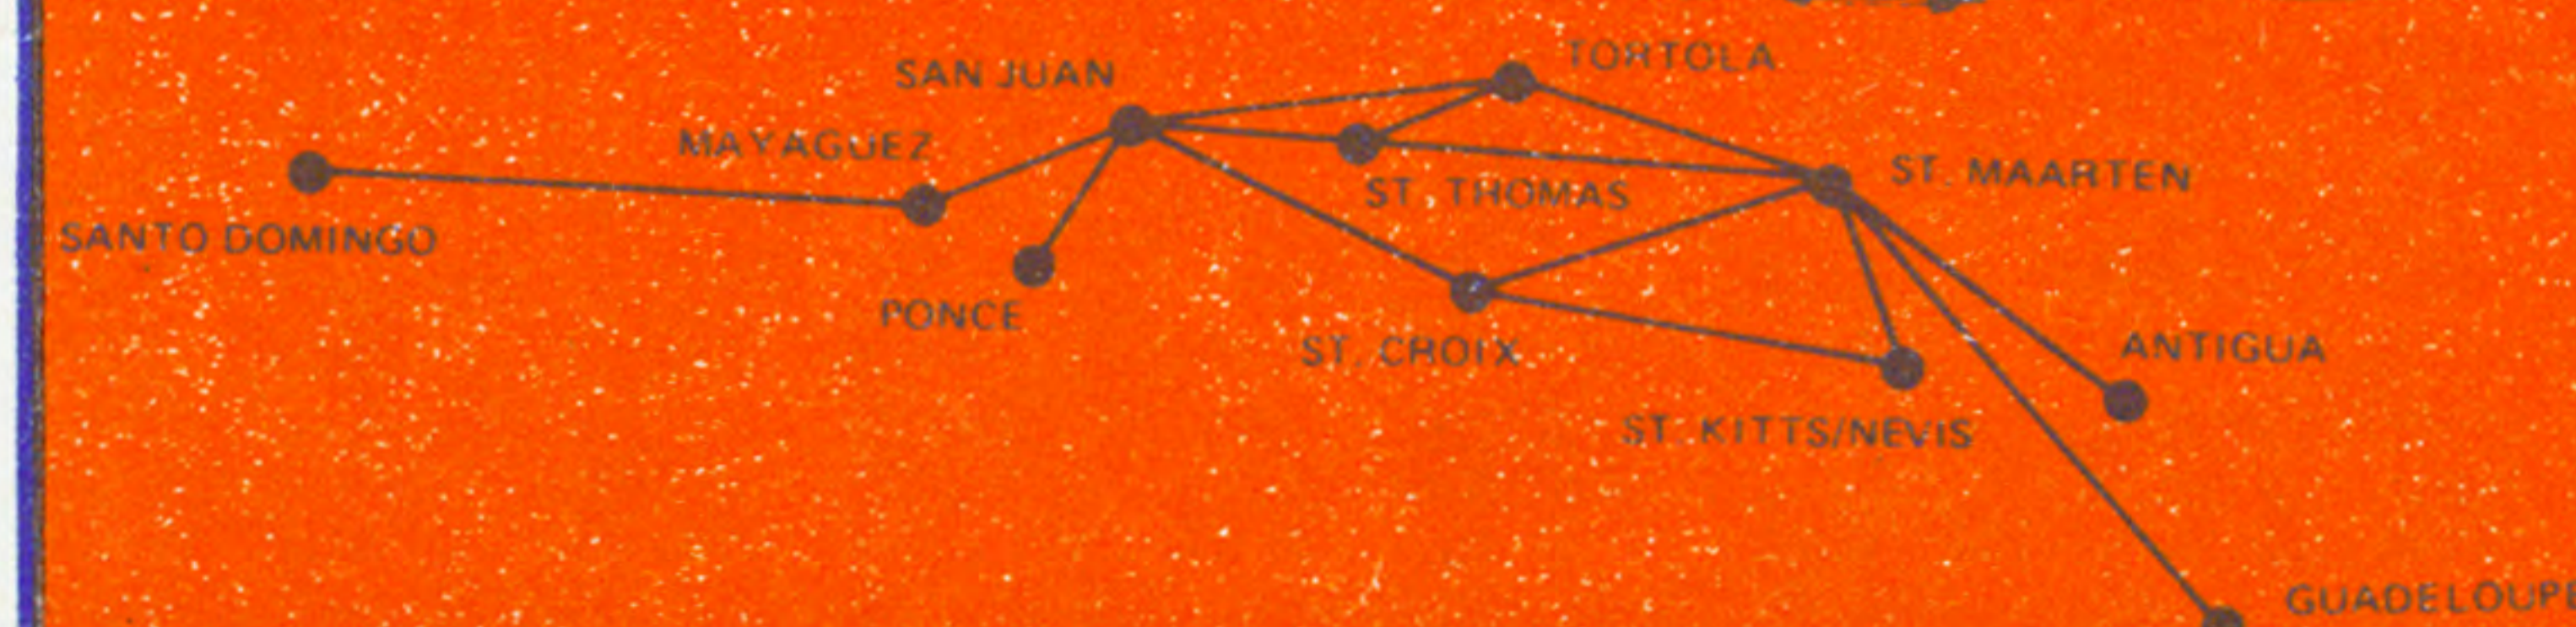 TORTOLA
SAN JUAN
MAYAGUEZ
ST. MAARTEN
ST. THOMAS
SANTO DOMINGO
PONCE
ST. CROIX
ANTIGUA
ST. KITTS/NEVIS
GUADELOUPE